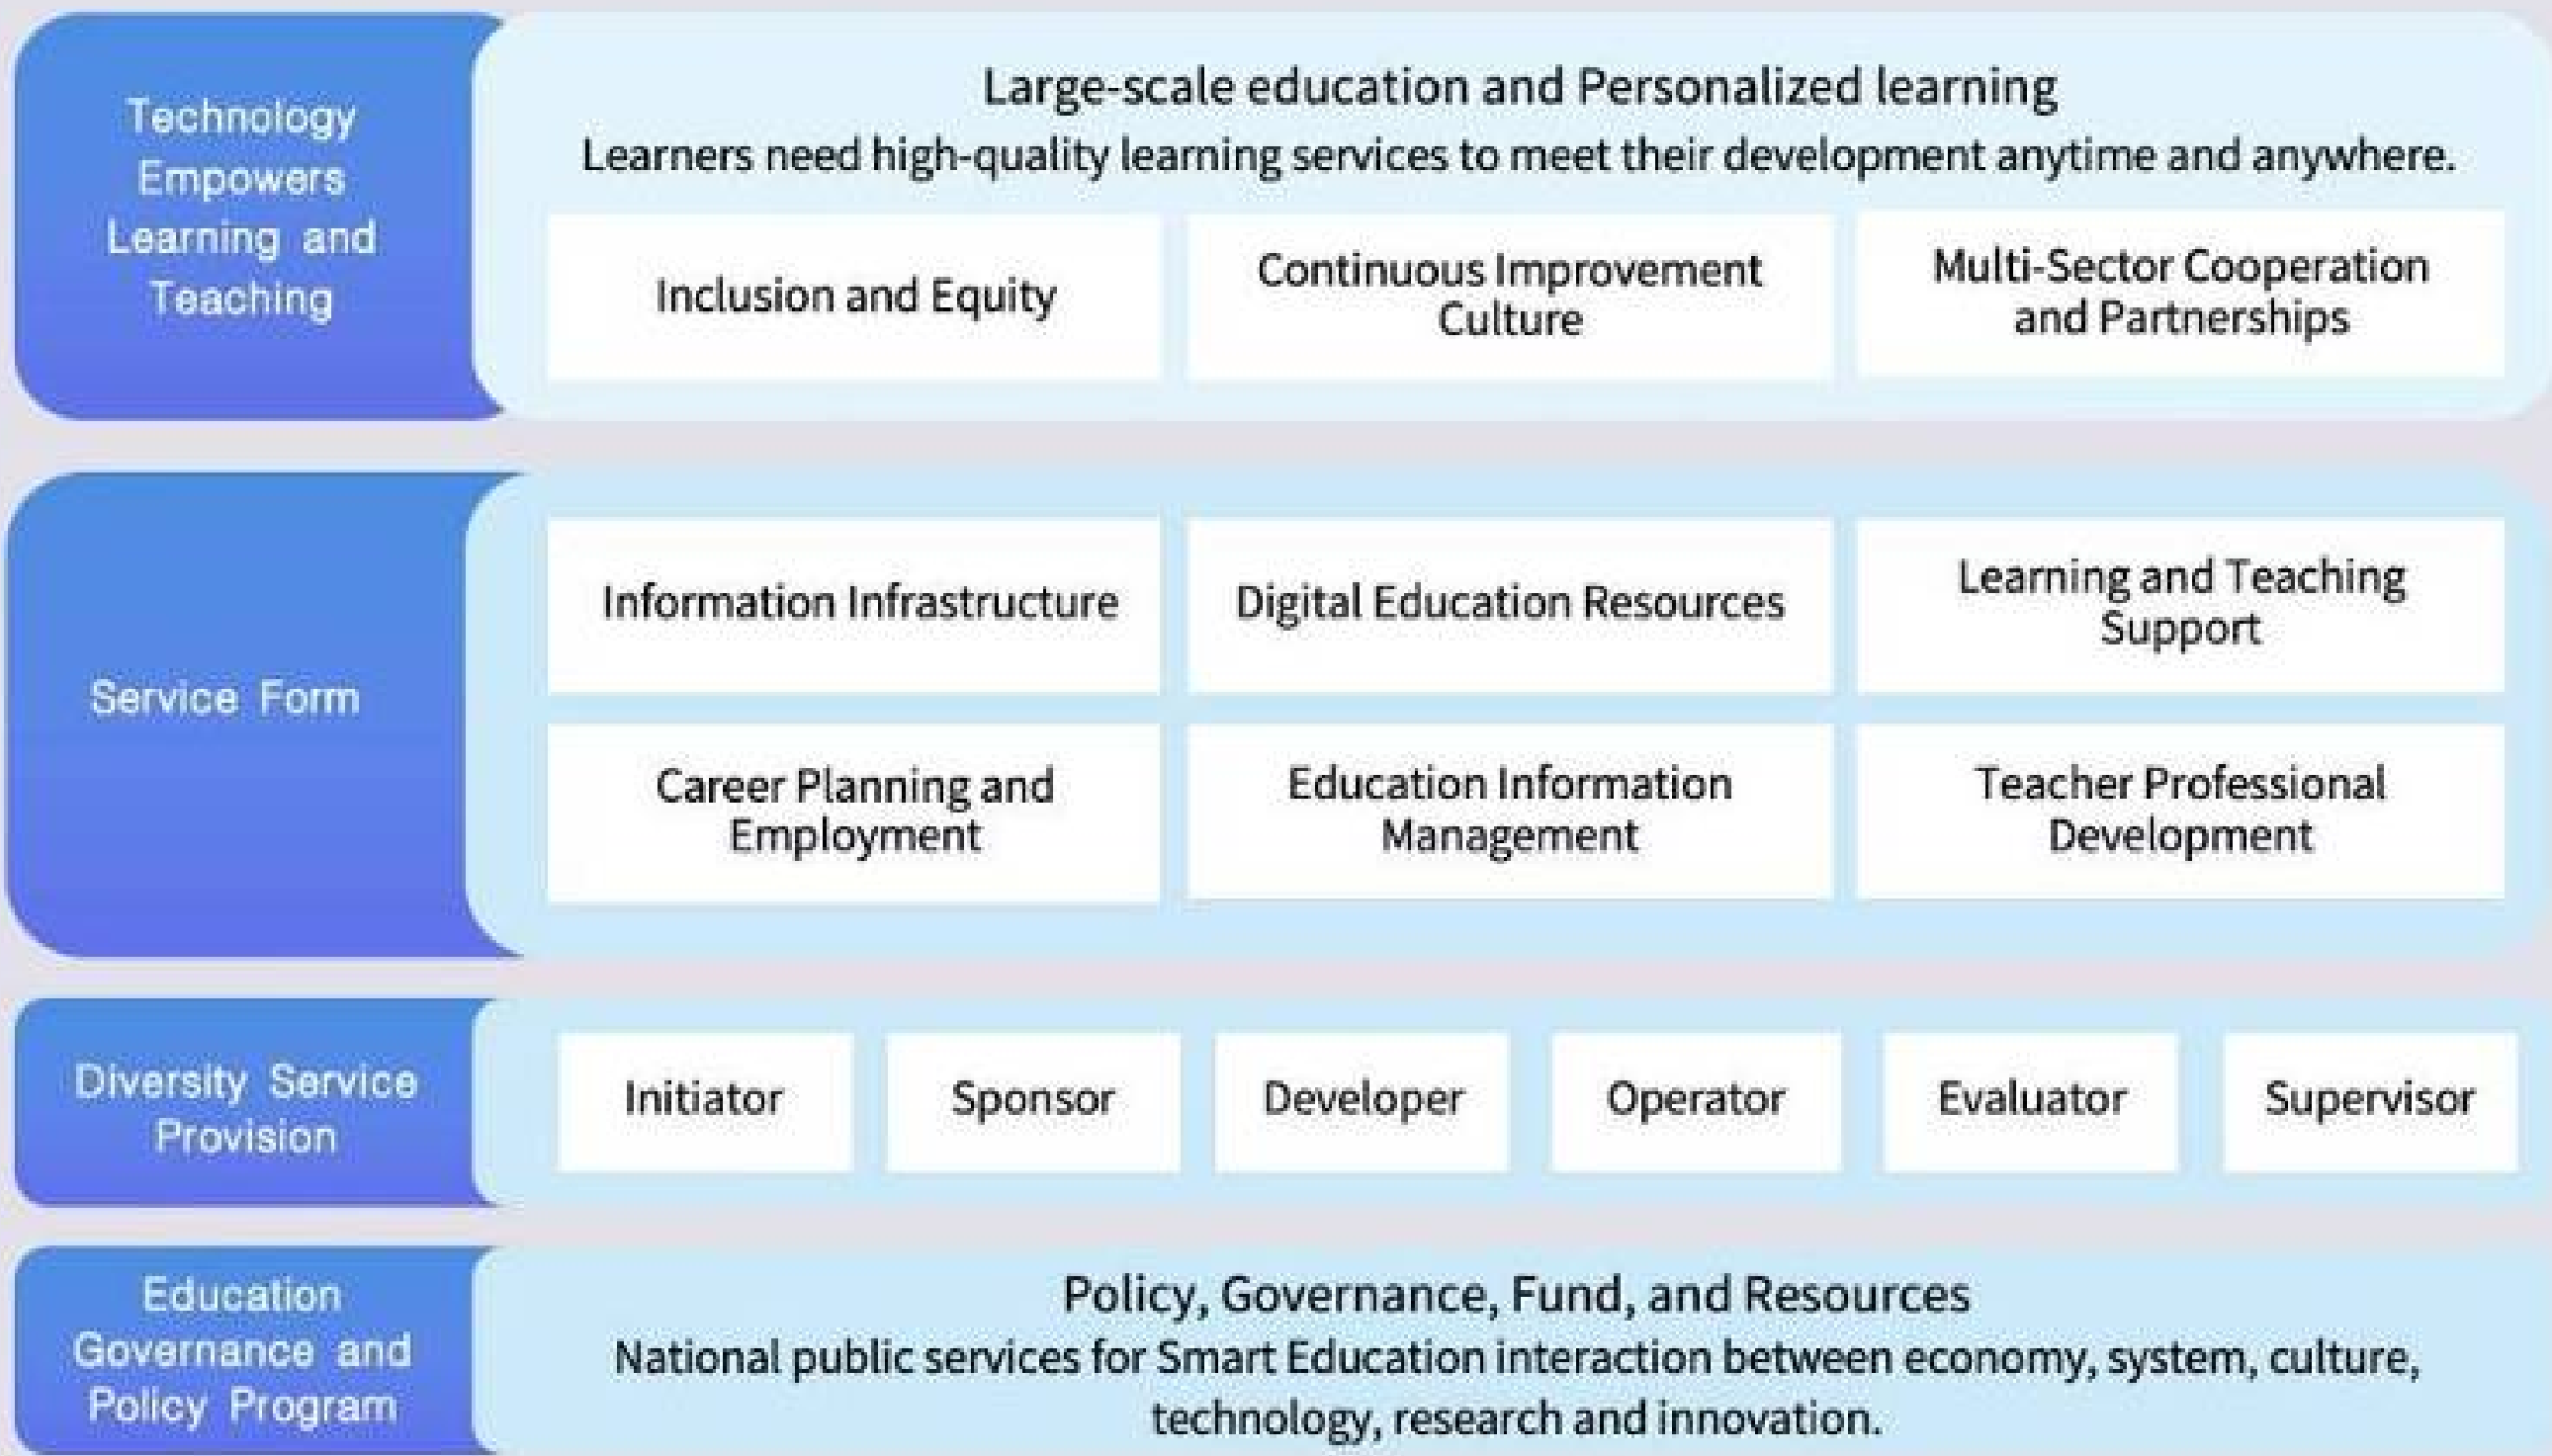 Technology
Empowers
Learning and
Teaching
Large-scale education and Personalized learning
Learners need high-quality learning services to meet their development anytime and anywhere.
Inclusion and Equity
Continuous Improvement
Culture
Multi-Sector Cooperation
and Partnerships
Service Form
Information Infrastructure
Digital Education Resources
Learning and Teaching
Support
Career Planning and
Employment
Education Information
Management
Teacher Professional
Development
Diversity Service
Provision
Initiator
Sponsor
Developer
Operator
Evaluator
Supervisor
Education
Governance and
Policy Program
Policy, Governance, Fund, and Resources
National public services for Smart Education interaction between economy, system, culture,
technology, research and innovation.